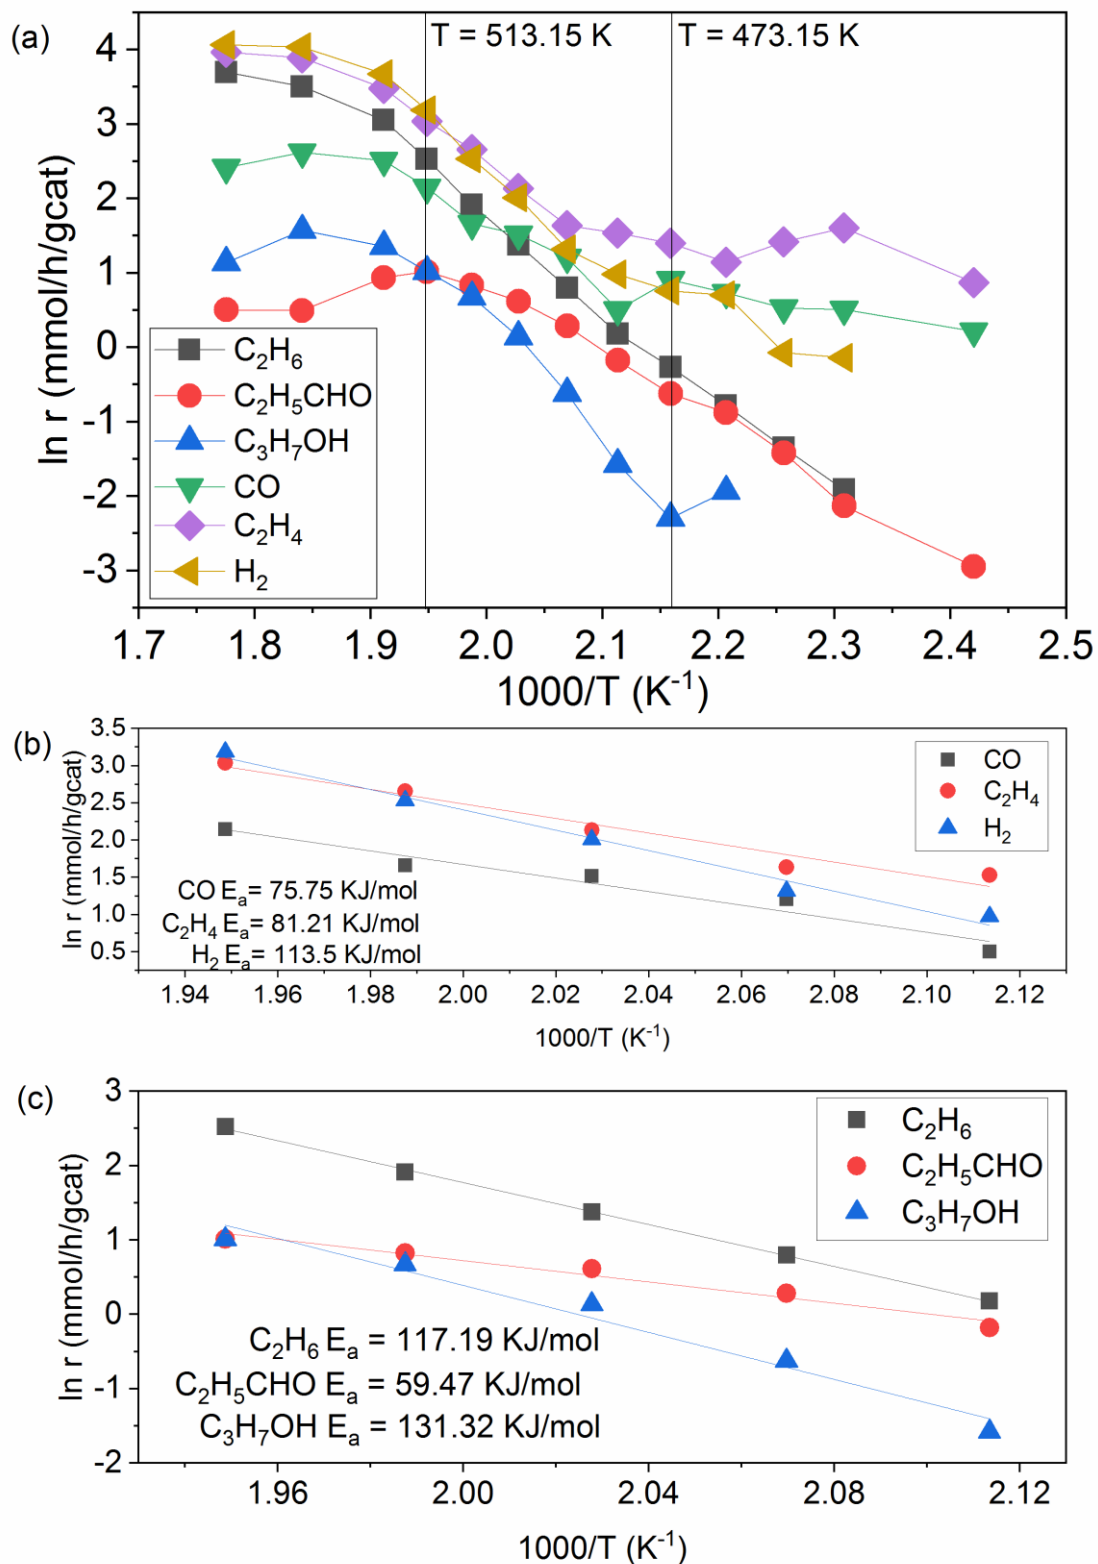 (a)
T = 513.15 K
T = 473.15 K
4
3
2
1
0
-1
-2
-3
ln r (mmol/h/gcat)
C₂H₆
C₂H₅CHO
C₃H₇OH
CO
C₂H₄
H₂
1.7 1.8 1.9 2.0 2.1 2.2 2.3 2.4 2.5
1000/T (K⁻¹)
(b)
3.5
3.0
2.5
2.0
1.5
1.0
0.5
ln r (mmol/h/gcat)
CO
C₂H₄
H₂
CO Eₐ= 75.75 KJ/mol
C₂H₄ Eₐ= 81.21 KJ/mol
H₂ Eₐ= 113.5 KJ/mol
1.94 1.96 1.98 2.00 2.02 2.04 2.06 2.08 2.10 2.12
1000/T (K⁻¹)
(c)
3
2
1
0
-1
-2
ln r (mmol/h/gcat)
C₂H₆
C₂H₅CHO
C₃H₇OH
C₂H₆ Eₐ = 117.19 KJ/mol
C₂H₅CHO Eₐ = 59.47 KJ/mol
C₃H₇OH Eₐ = 131.32 KJ/mol
1.96 2.00 2.04 2.08 2.12
1000/T (K⁻¹)